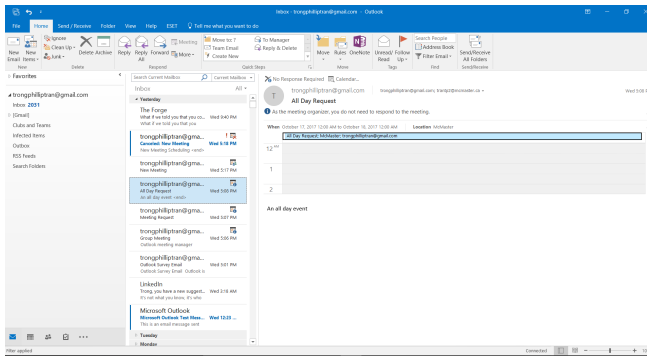 Inbox - trongphilliptran@gmail.com - Outlook
File Home Send / Receive Folder View Help ESET Tell me what you want to do
New Email
New Items
Ignore
Clean Up
Junk
Delete Archive
Reply Reply All Forward
Meeting
More
Move to: ?
Team Email
Create New
To Manager
Reply & Delete
Move Rules OneNote
Unread/ Read
Follow Up
Search People
Address Book
Filter Email
Send/Receive All Folders
New Delete Respond Quick Steps Move Tags Find Send/Receive
Favorites
trongphilliptran@gmail.com
Inbox 2031
[Gmail]
Clubs and Teams
Infected Items
Outbox
RSS Feeds
Search Folders
Search Current Mailbox Current Mailbox
Inbox All
Yesterday
The Forge
What if we told you that you co... Wed 9:40 PM
What if we told you that you
trongphilliptran@gma...
Canceled: New Meeting Wed 5:18 PM
New Meeting Scheduling <end>
trongphilliptran@gma...
New Meeting Wed 5:17 PM
trongphilliptran@gma...
All Day Request Wed 5:08 PM
An all day event <end>
trongphilliptran@gma...
Meeting Request Wed 5:07 PM
trongphilliptran@gma...
Group Meeting Wed 5:06 PM
Outlook meeting manager
trongphilliptran@gma...
Outlook Survey Email Wed 5:01 PM
Outlook Survey Email Outlook is
LinkedIn
Trong, you have a new suggest... Wed 2:18 AM
It's not what you know, it's who
Microsoft Outlook
Microsoft Outlook Test Mess... Wed 12:23 ...
This is an email message sent
Tuesday
Monday
No Response Required Calendar...
T
trongphilliptran@gmail.com
All Day Request
As the meeting organizer, you do not need to respond to the meeting.
When October 17, 2017 12:00 AM to October 18, 2017 12:00 AM Location McMaster
All Day Request; McMaster; trongphilliptran@gmail.com
12 AM
1
2
An all day event
Filter applied
Connected